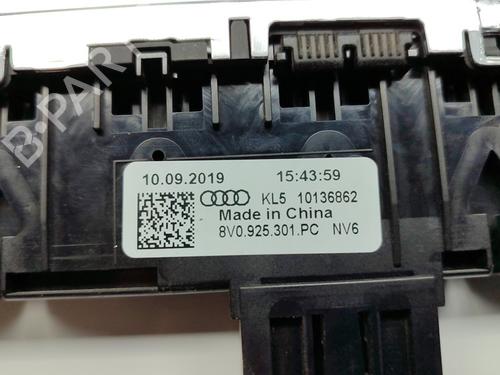 B-PARTS
10.09.2019 15:43:59
KL5 10136862
Made in China
8V0.925.301.PC NV6